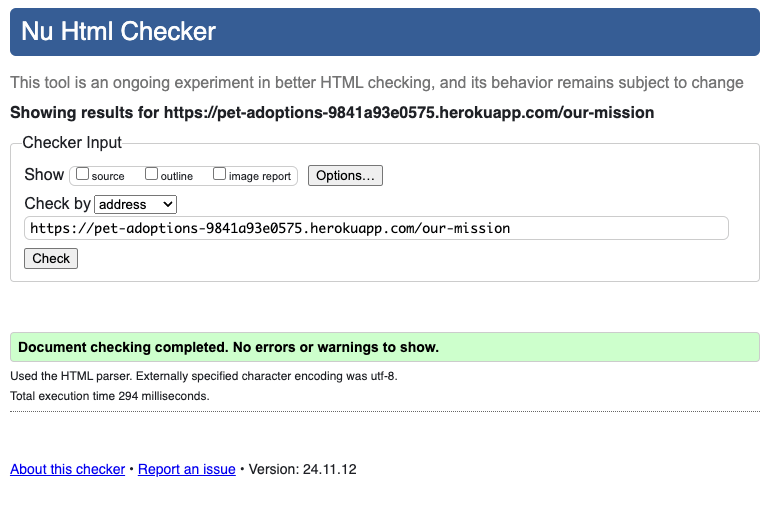 Nu Html Checker
This tool is an ongoing experiment in better HTML checking, and its behavior remains subject to change
Showing results for https://pet-adoptions-9841a93e0575.herokuapp.com/our-mission
Checker Input
Show source outline image report Options...
Check by address
https://pet-adoptions-9841a93e0575.herokuapp.com/our-mission
Check
Document checking completed. No errors or warnings to show.
Used the HTML parser. Externally specified character encoding was utf-8.
Total execution time 294 milliseconds.
About this checker • Report an issue • Version: 24.11.12